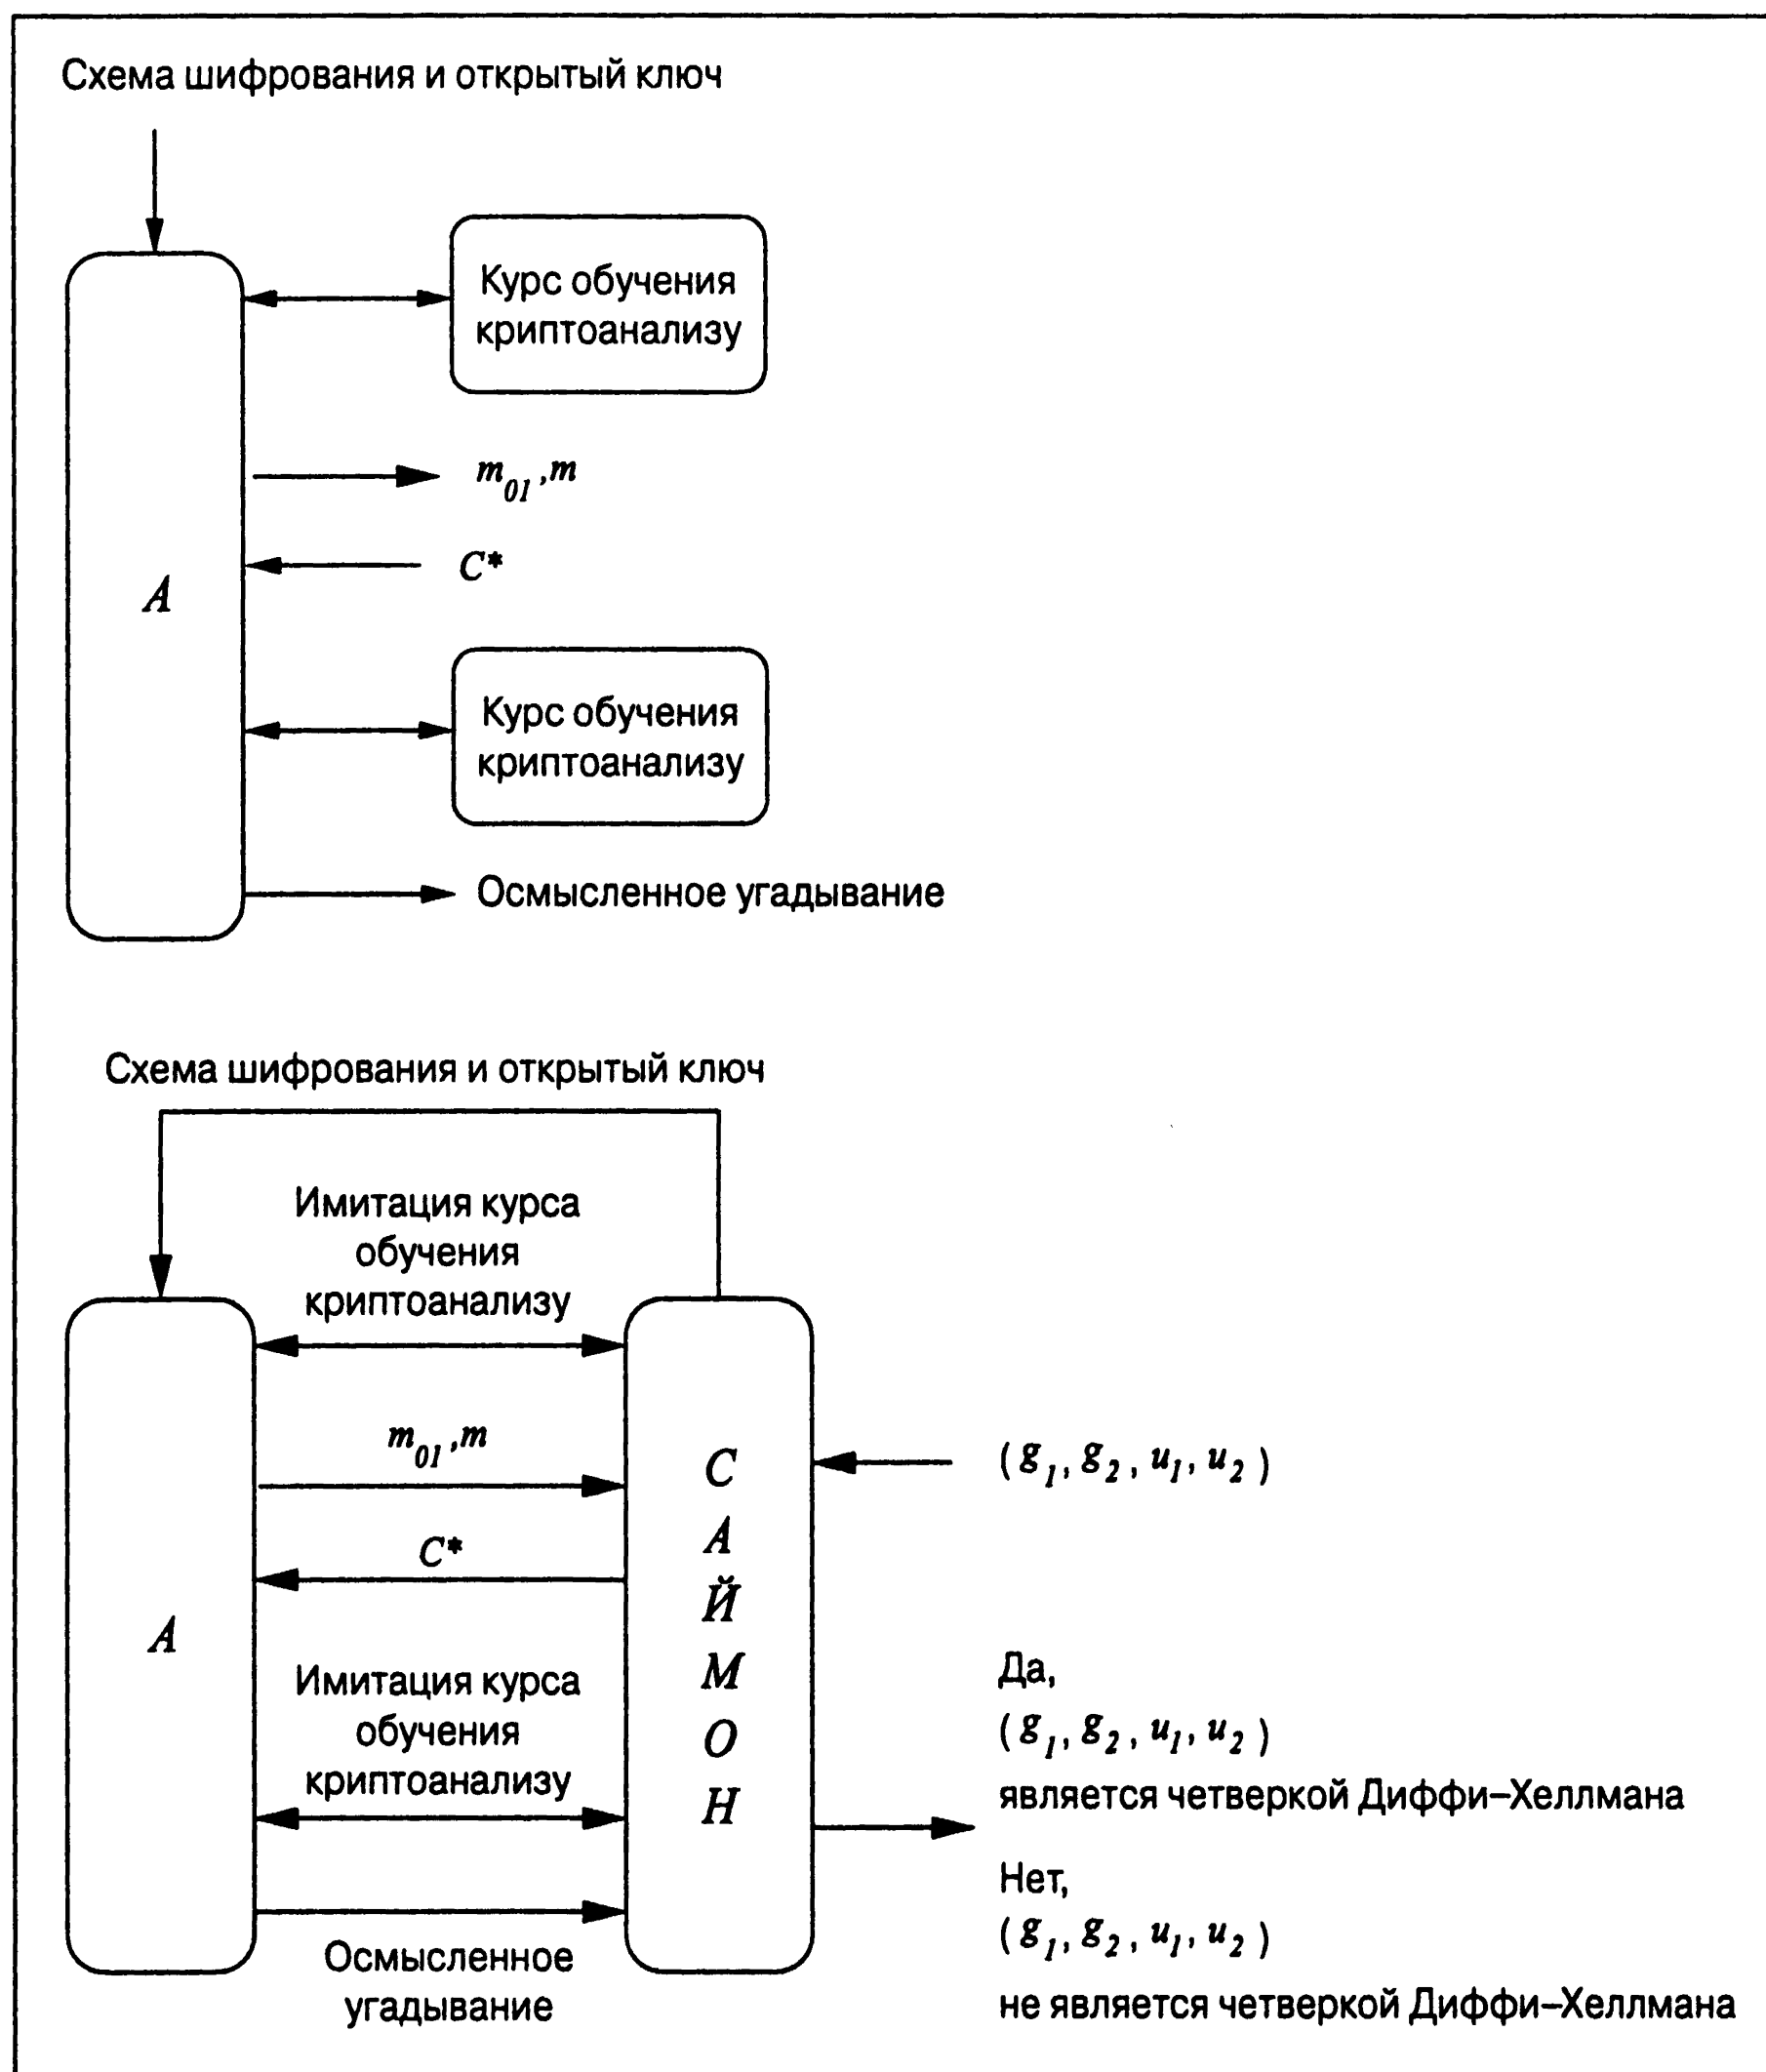 Схема шифрования и открытый ключ
Курс обучения
криптоанализу
m₀₁,m
C*
A
Курс обучения
криптоанализу
Осмысленное угадывание
Схема шифрования и открытый ключ
Имитация курса
обучения
криптоанализу
m₀₁,m
C*
A
Имитация курса
обучения
криптоанализу
Осмысленное
угадывание
С
А
Й
М
О
Н
(g₁, g₂, u₁, u₂)
Да,
(g₁, g₂, u₁, u₂)
является четверкой Диффи–Хеллмана
Нет,
(g₁, g₂, u₁, u₂)
не является четверкой Диффи–Хеллмана